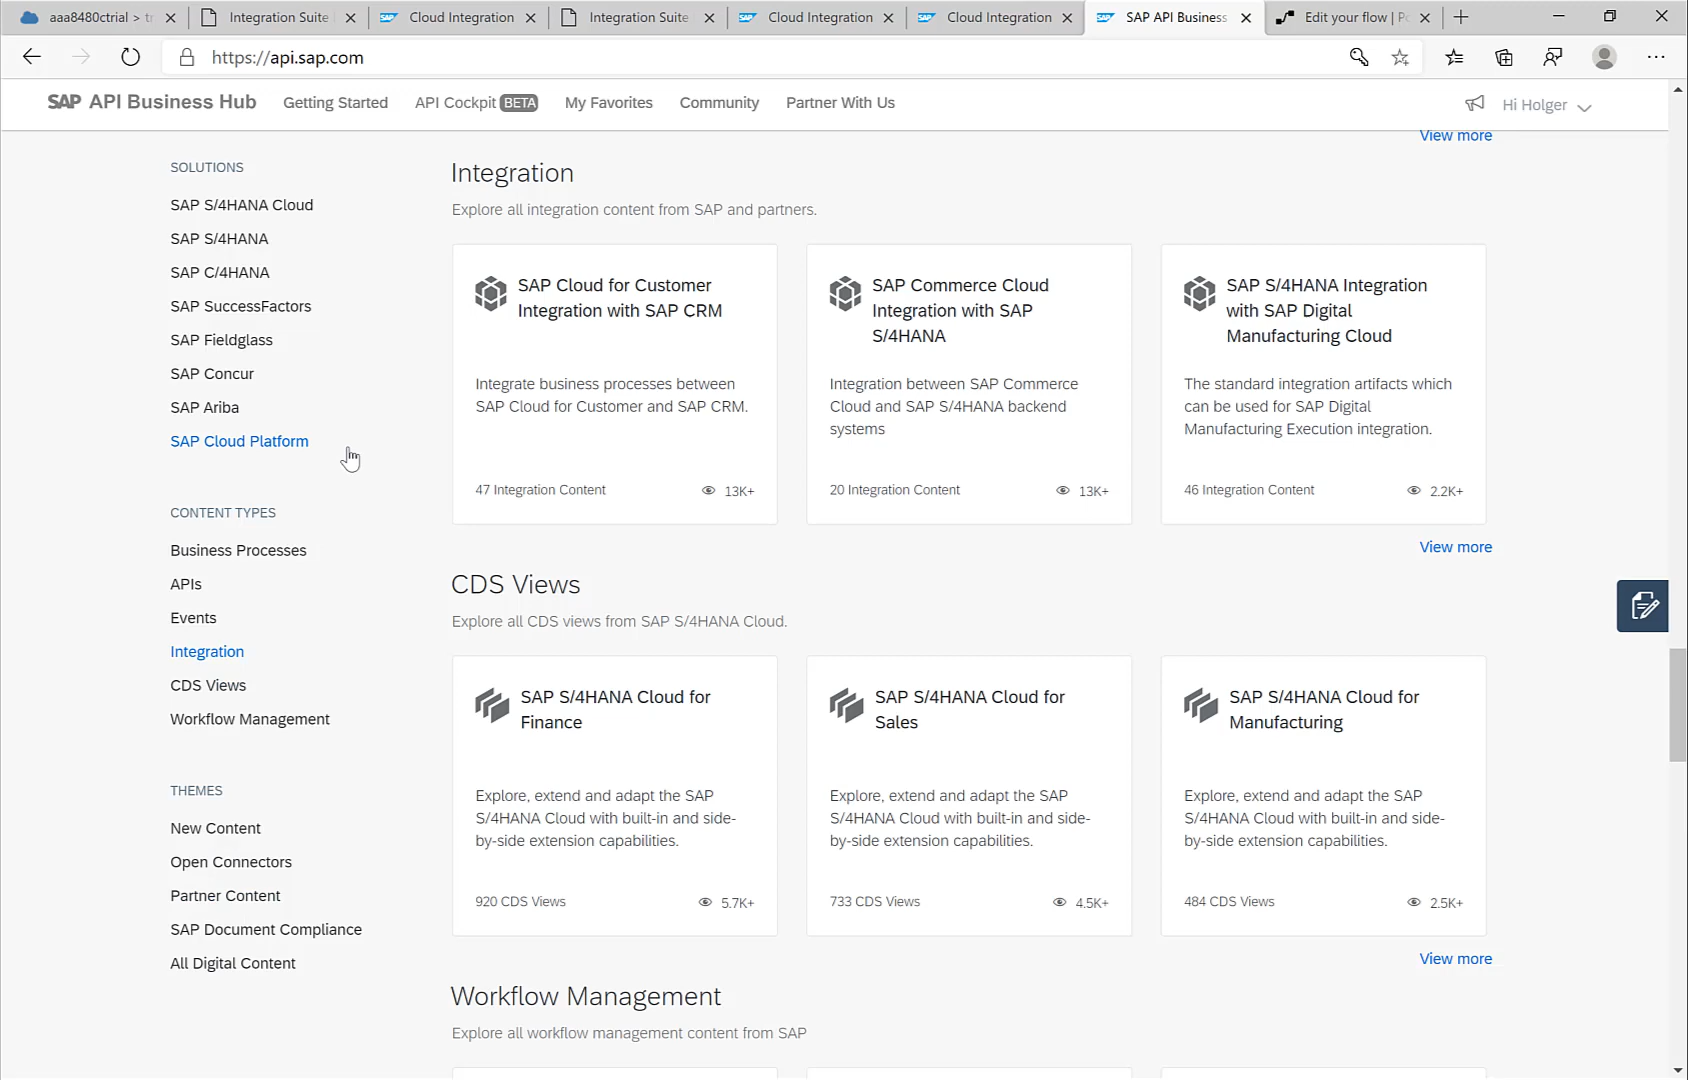 aaa8480ctrial > tr
Integration Suite
Cloud Integration
Integration Suite
Cloud Integration
Cloud Integration
SAP API Business
Edit your flow | Po
https://api.sap.com
SAP API Business Hub
Getting Started
API Cockpit BETA
My Favorites
Community
Partner With Us
Hi Holger
View more
SOLUTIONS
SAP S/4HANA Cloud
SAP S/4HANA
SAP C/4HANA
SAP SuccessFactors
SAP Fieldglass
SAP Concur
SAP Ariba
SAP Cloud Platform
CONTENT TYPES
Business Processes
APIs
Events
Integration
CDS Views
Workflow Management
THEMES
New Content
Open Connectors
Partner Content
SAP Document Compliance
All Digital Content
Integration
Explore all integration content from SAP and partners.
SAP Cloud for Customer
Integration with SAP CRM
Integrate business processes between
SAP Cloud for Customer and SAP CRM.
47 Integration Content
13K+
SAP Commerce Cloud
Integration with SAP
S/4HANA
Integration between SAP Commerce
Cloud and SAP S/4HANA backend
systems
20 Integration Content
13K+
SAP S/4HANA Integration
with SAP Digital
Manufacturing Cloud
The standard integration artifacts which
can be used for SAP Digital
Manufacturing Execution integration.
46 Integration Content
2.2K+
View more
CDS Views
Explore all CDS views from SAP S/4HANA Cloud.
SAP S/4HANA Cloud for
Finance
Explore, extend and adapt the SAP
S/4HANA Cloud with built-in and side-
by-side extension capabilities.
920 CDS Views
5.7K+
SAP S/4HANA Cloud for
Sales
Explore, extend and adapt the SAP
S/4HANA Cloud with built-in and side-
by-side extension capabilities.
733 CDS Views
4.5K+
SAP S/4HANA Cloud for
Manufacturing
Explore, extend and adapt the SAP
S/4HANA Cloud with built-in and side-
by-side extension capabilities.
484 CDS Views
2.5K+
View more
Workflow Management
Explore all workflow management content from SAP